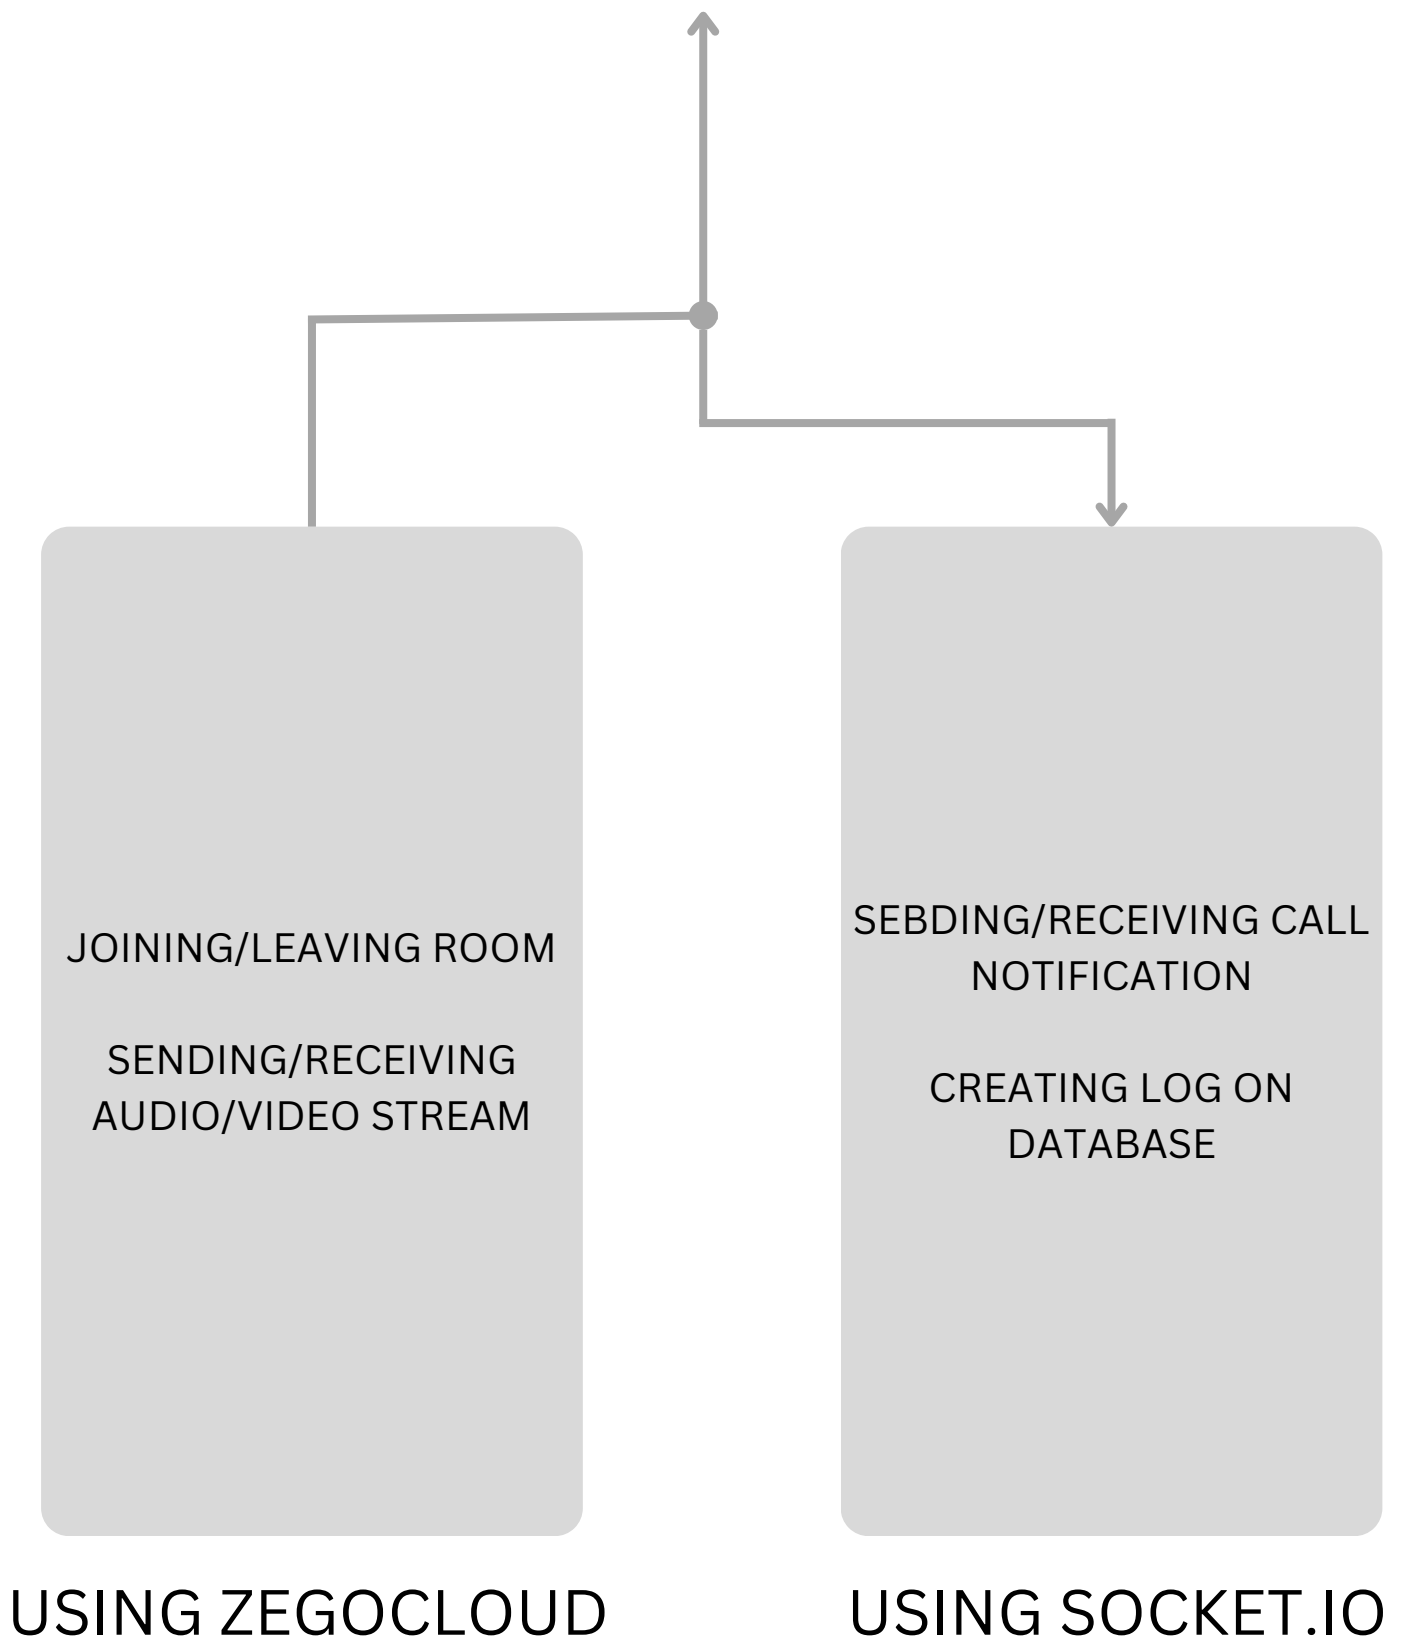 JOINING/LEAVING ROOM
SENDING/RECEIVING
AUDIO/VIDEO STREAM
USING ZEGOCLOUD
SEBDING/RECEIVING CALL
NOTIFICATION
CREATING LOG ON
DATABASE
USING SOCKET.IO